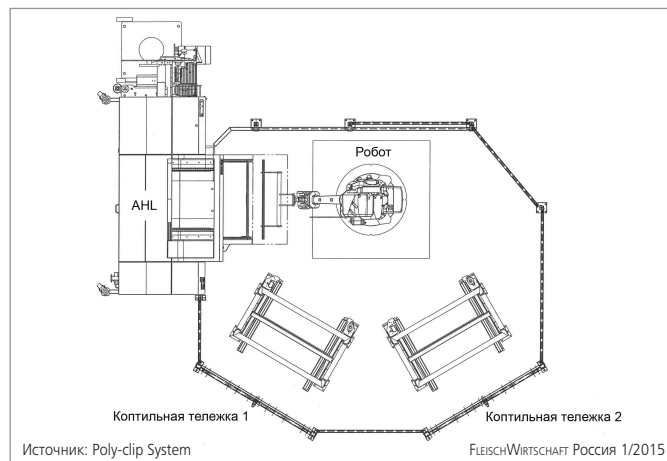 Робот
AHL
Коптильная тележка 1
Коптильная тележка 2
Источник: Poly-clip System
FLEISCHWIRTSCHAFT Россия 1/2015